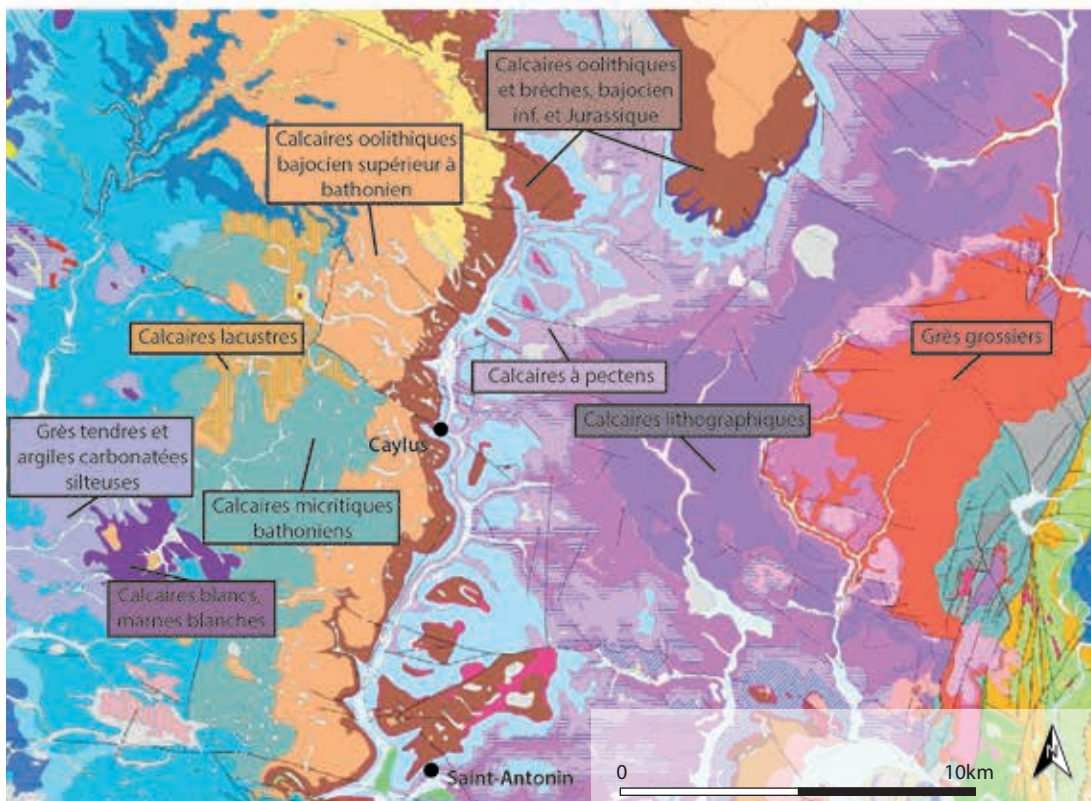 Calcaires oolithiques
et brèches, bajocien
inf. et Jurassique
Calcaires oolithiques
bajocien supérieur à
bathonien
Calcaires lacustres
Grès grossiers
Calcaires à pectens
Calcaires lithographiques
Caylus
Grès tendres et
argiles carbonatées
silteuses
Calcaires micritiques
bathoniens
Calcaires blancs,
marnes blanches
Saint-Antonin
0
10km
N